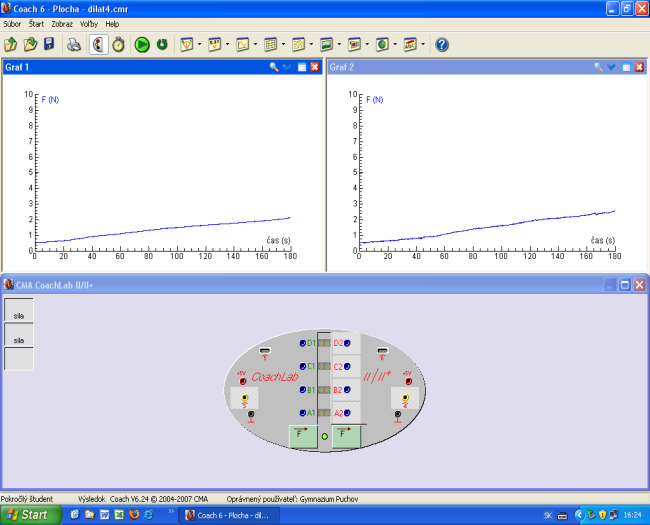 Coach 6 - Plocha - dilat4.cmr
Súbor Štart Zobraz Voľby Help
Graf 1
10
9
8
7
6
5
4
3
2
1
0
F (N)
0 20 40 60 80 100 120 140 160 180
čas (s)
Graf 2
10
9
8
7
6
5
4
3
2
1
0
F (N)
0 20 40 60 80 100 120 140 160 180
čas (s)
CMA CoachLab II/II+
sila
sila
D1 D2
C1 C2
CoachLab II/II+
+5V +5V
B1 B2
A1 A2
F F
Pokročilý študent Výsledok Coach V6.24 © 2004-2007 CMA Oprávnený používateľ: Gymnazium Puchov
Start
Coach 6 - Plocha - dil...
SK
16:24